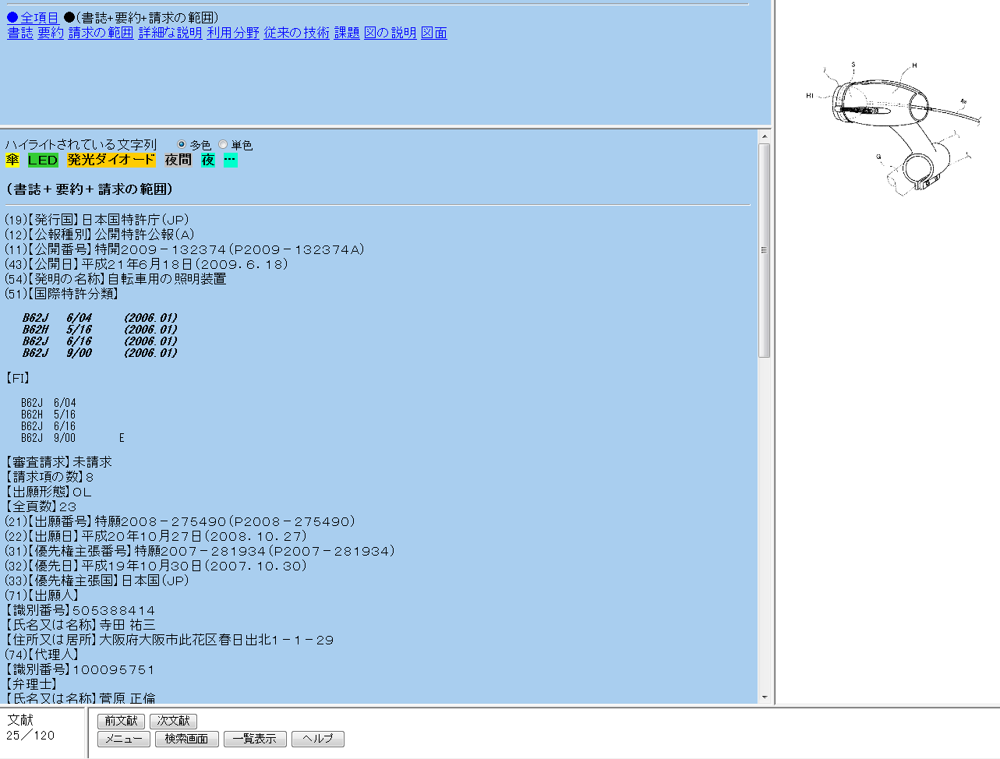 ●全項目 ●(書誌+要約+請求の範囲)
書誌 要約 請求の範囲 詳細な説明 利用分野 従来の技術 課題 図の説明 図面
ハイライトされている文字列 多色 単色
傘 LED 発光ダイオード 夜間 夜 …
(書誌+要約+請求の範囲)
(19)【発行国】日本国特許庁(JP)
(12)【公報種別】公開特許公報(A)
(11)【公開番号】特開2009-132374(P2009-132374A)
(43)【公開日】平成21年6月18日(2009.6.18)
(54)【発明の名称】自転車用の照明装置
(51)【国際特許分類】
B62J 6/04 (2006.01)
B62H 5/16 (2006.01)
B62J 6/16 (2006.01)
B62J 9/00 (2006.01)
【FI】
B62J 6/04
B62H 5/16
B62J 6/16
B62J 9/00 E
【審査請求】未請求
【請求項の数】8
【出願形態】OL
【全頁数】23
(21)【出願番号】特願2008-275490(P2008-275490)
(22)【出願日】平成20年10月27日(2008.10.27)
(31)【優先権主張番号】特願2007-281934(P2007-281934)
(32)【優先日】平成19年10月30日(2007.10.30)
(33)【優先権主張国】日本国(JP)
(71)【出願人】
【識別番号】505388414
【氏名又は名称】寺田 祐三
【住所又は居所】大阪府大阪市此花区春日出北1-1-29
(74)【代理人】
【識別番号】100095751
【弁理士】
【氏名又は名称】菅原 正倫
7 S H
H1 4a
G
文献
25/120
前文献 次文献
メニュー 検索画面 一覧表示 ヘルプ